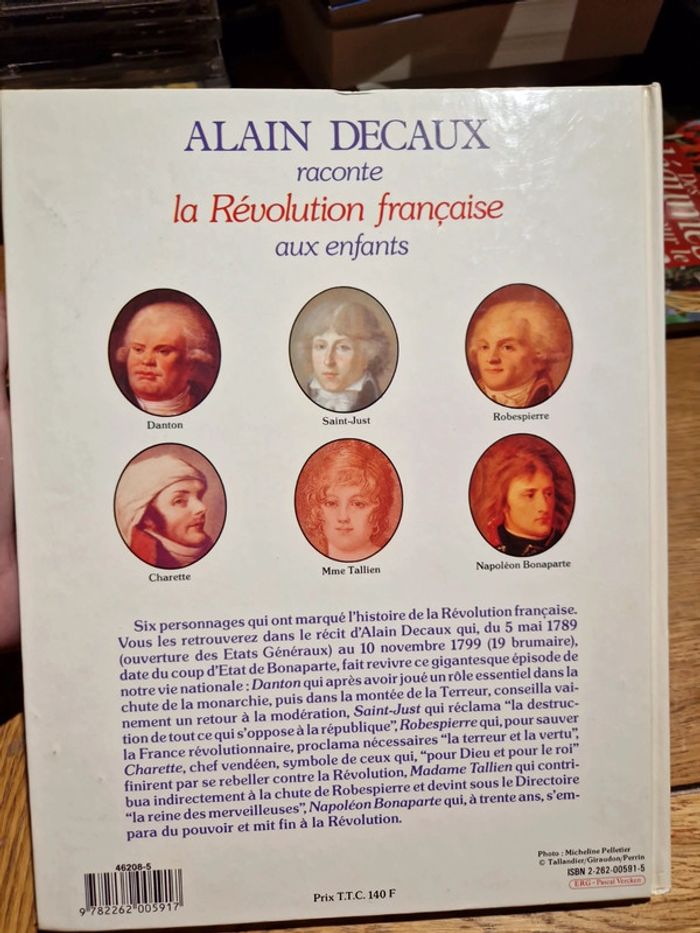 ALAIN DECAUX
raconte
la Révolution française
aux enfants
Danton
Saint-Just
Robespierre
Charette
Mme Tallien
Napoléon Bonaparte
Six personnages qui ont marqué l'histoire de la Révolution française.
Vous les retrouverez dans le récit d'Alain Decaux qui, du 5 mai 1789
(ouverture des Etats Généraux) au 10 novembre 1799 (19 brumaire),
date du coup d'Etat de Bonaparte, fait revivre ce gigantesque épisode de
notre vie nationale : Danton qui après avoir joué un rôle essentiel dans la
chute de la monarchie, puis dans la montée de la Terreur, conseilla vai-
nement un retour à la modération, Saint-Just qui réclama "la destruc-
tion de tout ce qui s'oppose à la république", Robespierre qui, pour sauver
la France révolutionnaire, proclama nécessaires "la terreur et la vertu",
Charette, chef vendéen, symbole de ceux qui, "pour Dieu et pour le roi"
finirent par se rebeller contre la Révolution, Madame Tallien qui contri-
bua indirectement à la chute de Robespierre et devint sous le Directoire
"la reine des merveilleuses", Napoléon Bonaparte qui, à trente ans, s'em-
para du pouvoir et mit fin à la Révolution.
46208-5
9 782262 005917
Prix T.T.C. 140 F
Photo : Micheline Pelletier
© Tallandier/Giraudon/Perrin
ISBN 2-262-00591-5
ERG - Pascal Vercken